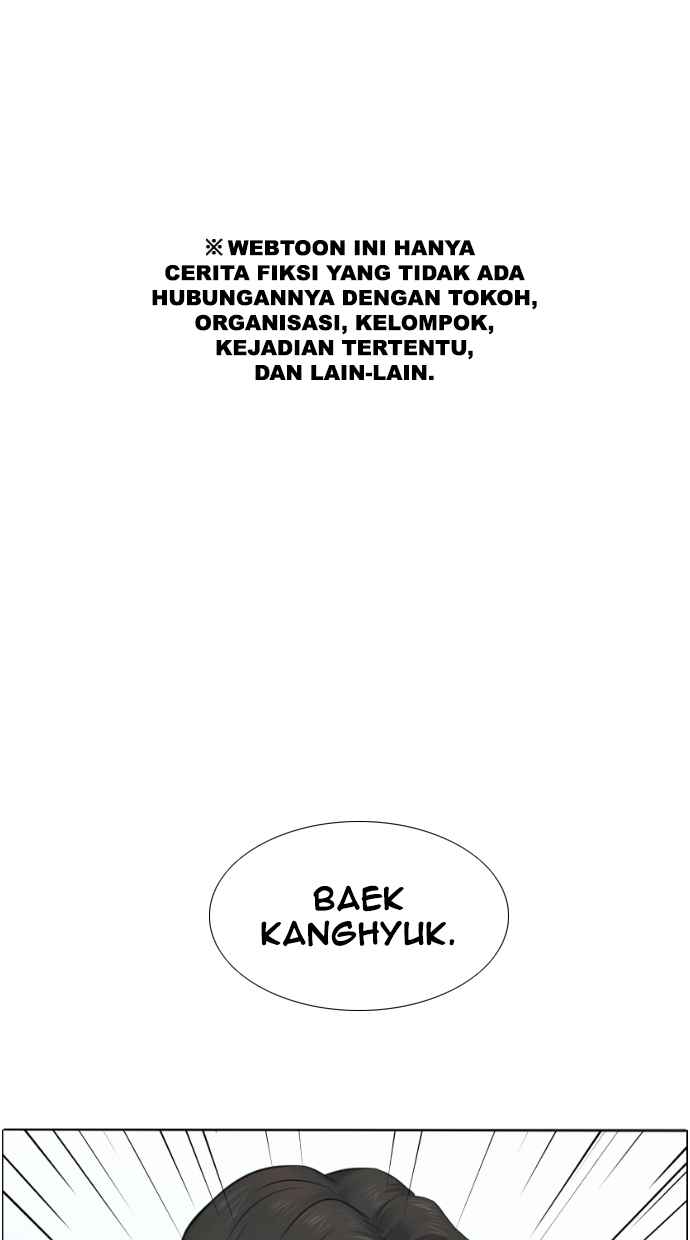 ※WEBTOON INI HANYA
CERITA FIKSI YANG TIDAK ADA
HUBUNGANNYA DENGAN TOKOH,
ORGANISASI, KELOMPOK,
KEJADIAN TERTENTU,
DAN LAIN-LAIN.
BAEK
KANGHYUK.